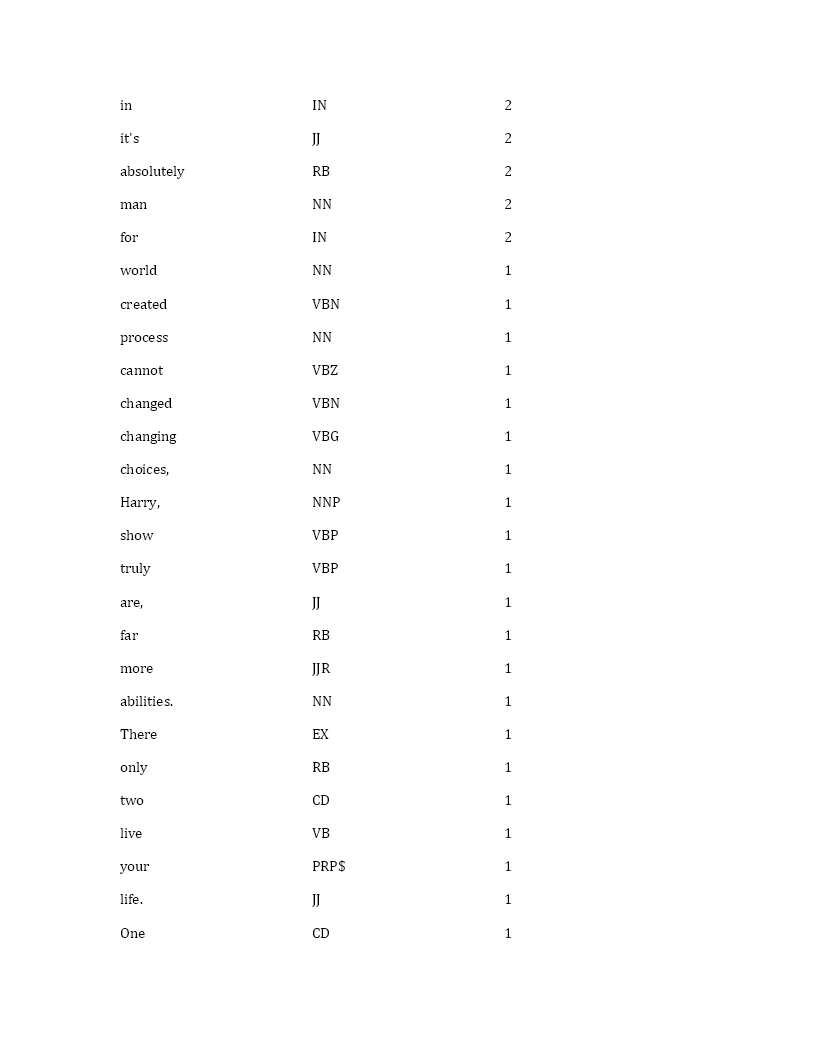 in IN 2
it's JJ 2
absolutely RB 2
man NN 2
for IN 2
world NN 1
created VBN 1
process NN 1
cannot VBZ 1
changed VBN 1
changing VBG 1
choices, NN 1
Harry, NNP 1
show VBP 1
truly VBP 1
are, JJ 1
far RB 1
more JJR 1
abilities. NN 1
There EX 1
only RB 1
two CD 1
live VB 1
your PRP$ 1
life. JJ 1
One CD 1